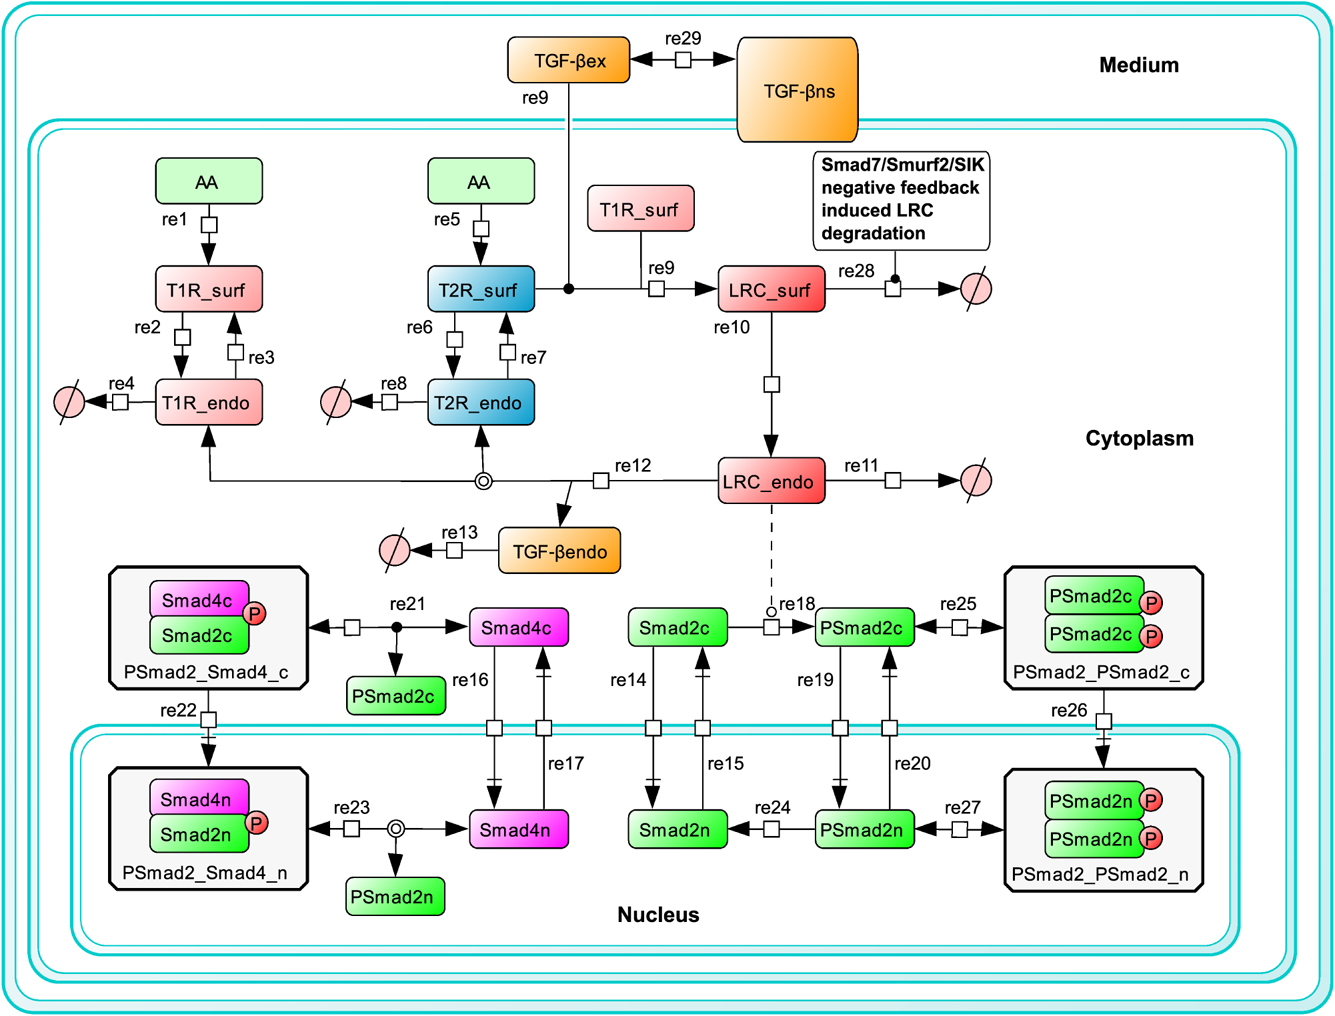 re29
TGF-βex
Medium
TGF-βns
re9
Smad7/Smurf2/SIK
negative feedback
induced LRC
degradation
AA
AA
T1R_surf
re1
re5
re9
re28
T1R_surf
T2R_surf
LRC_surf
re2
re6
re10
re3
re7
re4
re8
T1R_endo
T2R_endo
Cytoplasm
re12
re11
LRC_endo
re13
TGF-βendo
Smad4c
P
Smad2c
PSmad2_Smad4_c
re21
Smad4c
PSmad2c
Smad2c
re18
PSmad2c
re25
PSmad2c
P
PSmad2c
P
PSmad2_PSmad2_c
re16
re14
re19
re22
re26
re17
re15
re20
Smad4n
P
Smad2n
PSmad2_Smad4_n
re23
Smad4n
PSmad2n
Smad2n
re24
PSmad2n
re27
PSmad2n
P
PSmad2n
P
PSmad2_PSmad2_n
Nucleus